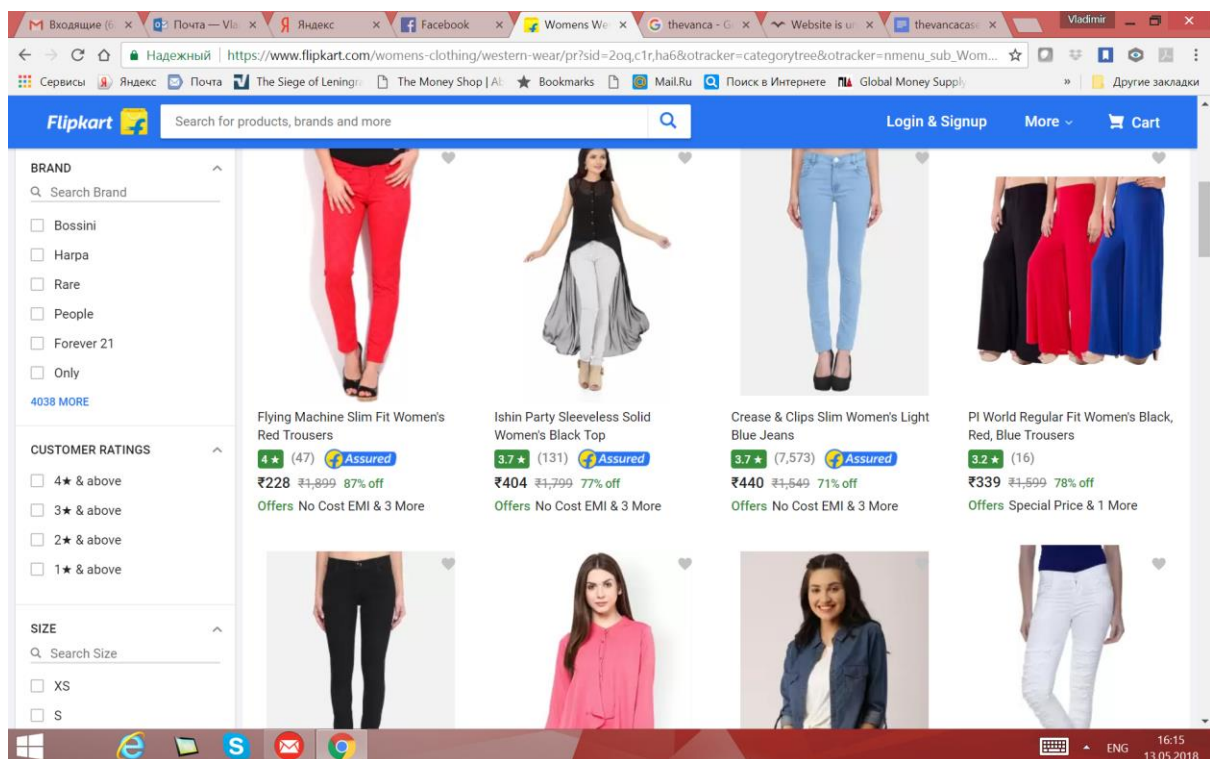 Входящие (6
Почта — Vla
Яндекс
Facebook
Womens We
thevanca - G
Website is un
thevancacase
Vladimir
Надежный https://www.flipkart.com/womens-clothing/western-wear/pr?sid=2oq,c1r,ha6&otracker=categorytree&otracker=nmenu_sub_Wom...
Сервисы Яндекс Почта The Siege of Leningra The Money Shop | Ab Bookmarks Mail.Ru Поиск в Интернете Global Money Supply » Другие закладки
Flipkart Search for products, brands and more Login & Signup More Cart
BRAND
Search Brand
Bossini
Harpa
Rare
People
Forever 21
Only
4038 MORE
CUSTOMER RATINGS
4★ & above
3★ & above
2★ & above
1★ & above
SIZE
Search Size
XS
S
Flying Machine Slim Fit Women's
Red Trousers
4 ★ (47) Assured
₹228 ₹1,899 87% off
Offers No Cost EMI & 3 More
Ishin Party Sleeveless Solid
Women's Black Top
3.7 ★ (131) Assured
₹404 ₹1,799 77% off
Offers No Cost EMI & 3 More
Crease & Clips Slim Women's Light
Blue Jeans
3.7 ★ (7,573) Assured
₹440 ₹1,549 71% off
Offers No Cost EMI & 3 More
PI World Regular Fit Women's Black,
Red, Blue Trousers
3.2 ★ (16)
₹339 ₹1,599 78% off
Offers Special Price & 1 More
ENG
16:15
13.05.2018